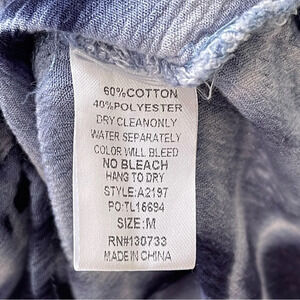 60%COTTON
40%POLYESTER
DRY CLEANONLY
WATER SEPARATELY
COLOR WILL BLEED
NO BLEACH
HANG TO DRY
STYLE:A2197
PO:TL16694
SIZE:M
RN#130733
MADE IN CHINA